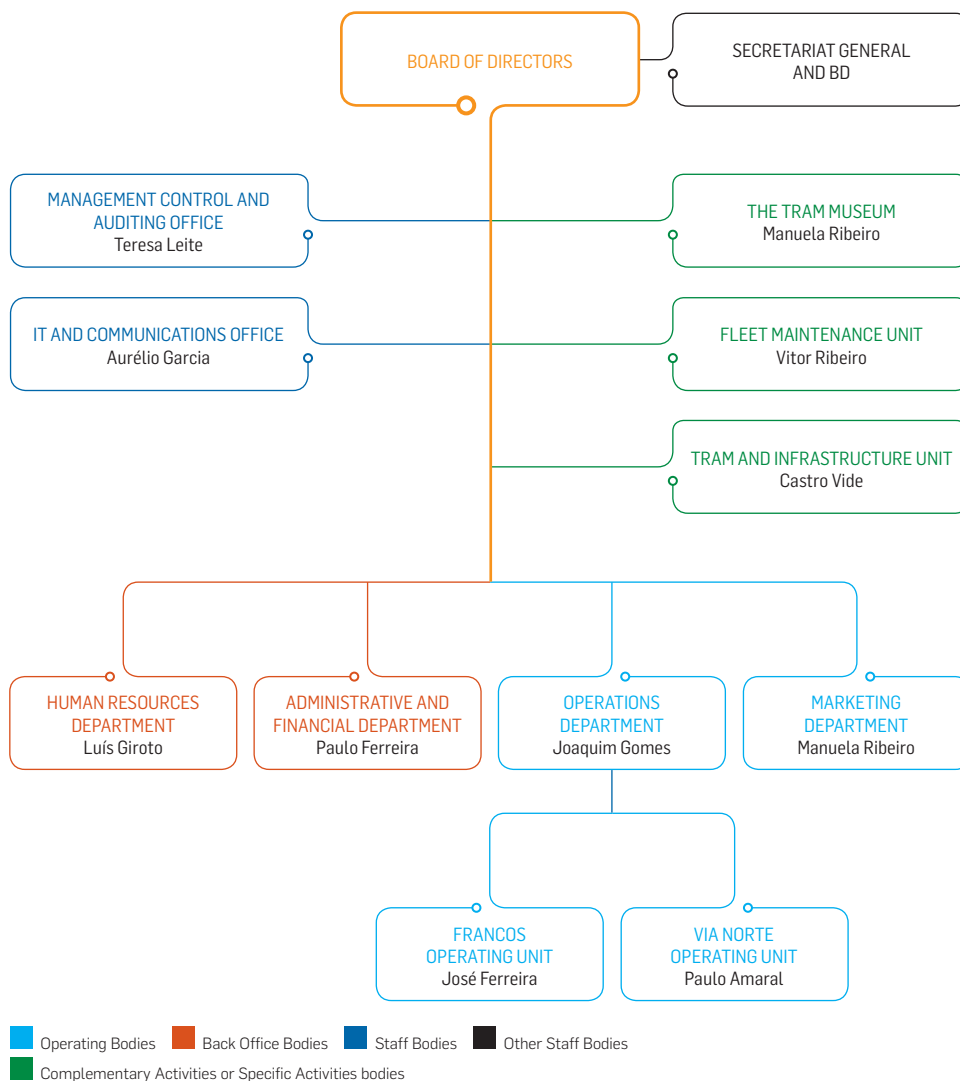 BOARD OF DIRECTORS
SECRETARIAT GENERAL
AND BD
MANAGEMENT CONTROL AND
AUDITING OFFICE
Teresa Leite
THE TRAM MUSEUM
Manuela Ribeiro
IT AND COMMUNICATIONS OFFICE
Aurélio Garcia
FLEET MAINTENANCE UNIT
Vitor Ribeiro
TRAM AND INFRASTRUCTURE UNIT
Castro Vide
HUMAN RESOURCES
DEPARTMENT
Luís Giroto
ADMINISTRATIVE AND
FINANCIAL DEPARTMENT
Paulo Ferreira
OPERATIONS
DEPARTMENT
Joaquim Gomes
MARKETING
DEPARTMENT
Manuela Ribeiro
FRANCOS
OPERATING UNIT
José Ferreira
VIA NORTE
OPERATING UNIT
Paulo Amaral
Operating Bodies
Back Office Bodies
Staff Bodies
Other Staff Bodies
Complementary Activities or Specific Activities bodies